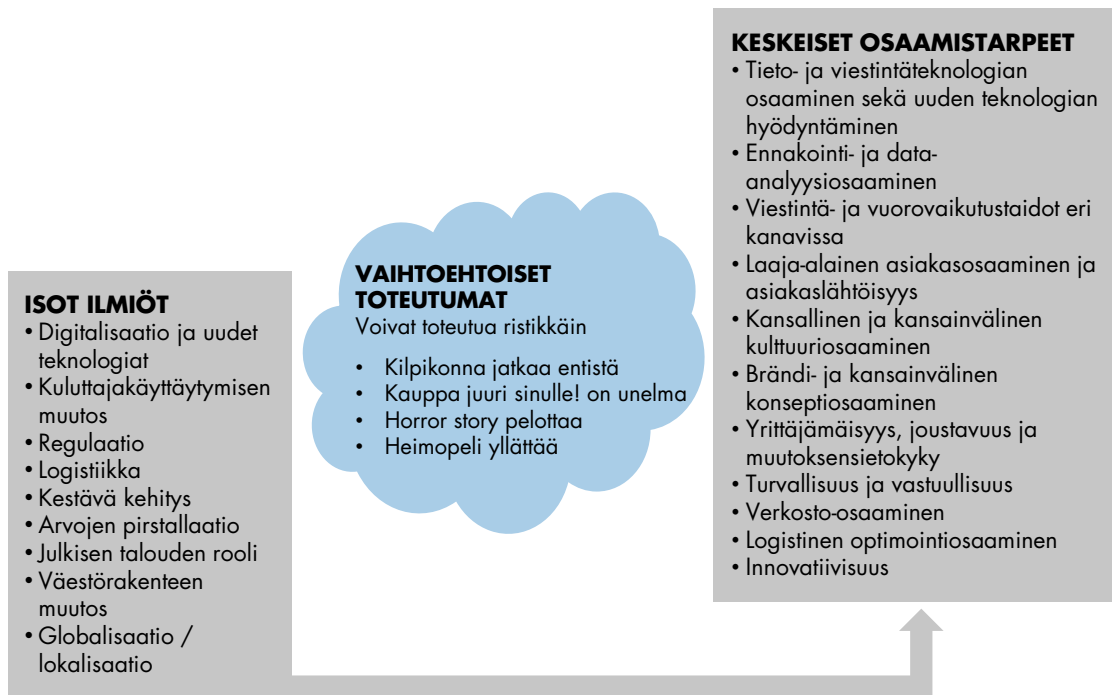 ISOT ILMIÖT
• Digitalisaatio ja uudet
teknologiat
• Kuluttajakäyttäytymisen
muutos
• Regulaatio
• Logistiikka
• Kestävä kehitys
• Arvojen pirstallaatio
• Julkisen talouden rooli
• Väestörakenteen
muutos
• Globalisaatio /
lokalisaatio
VAIHTOEHTOISET
TOTEUTUMAT
Voivat toteutua ristikkäin
• Kilpikonna jatkaa entistä
• Kauppa juuri sinulle! on unelma
• Horror story pelottaa
• Heimopeli yllättää
KESKEISET OSAAMISTARPEET
• Tieto- ja viestintäteknologian
osaaminen sekä uuden teknologian
hyödyntäminen
• Ennakointi- ja data-
analyysiosaaminen
• Viestintä- ja vuorovaikutustaidot eri
kanavissa
• Laaja-alainen asiakasosaaminen ja
asiakaslähtöisyys
• Kansallinen ja kansainvälinen
kulttuuriosaaminen
• Brändi- ja kansainvälinen
konseptiosaaminen
• Yrittäjämäisyys, joustavuus ja
muutoksensietokyky
• Turvallisuus ja vastuullisuus
• Verkosto-osaaminen
• Logistinen optimointiosaaminen
• Innovatiivisuus